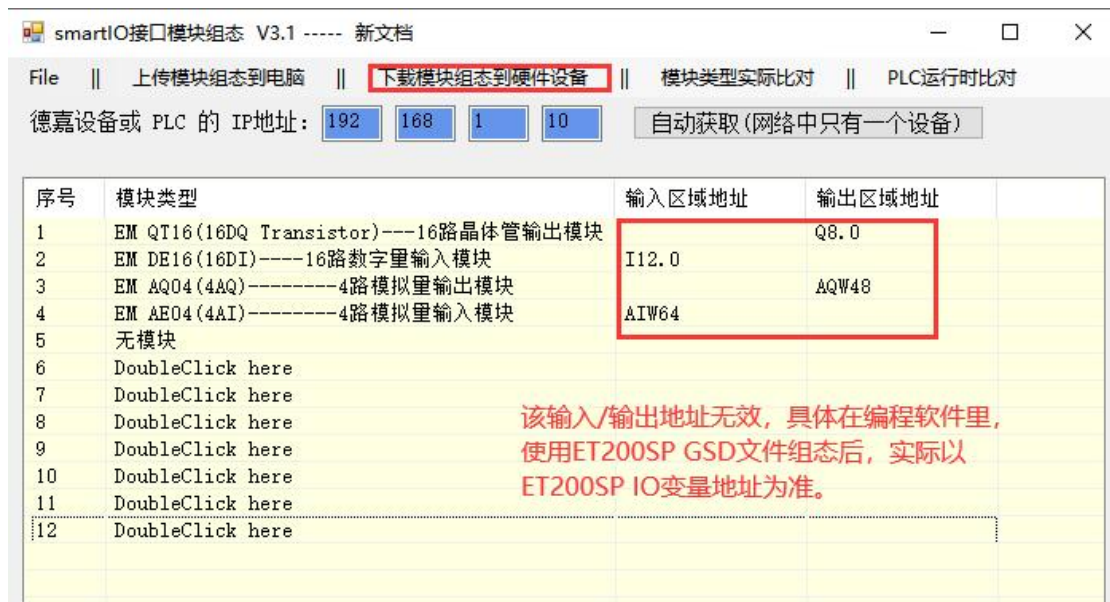 smartIO接口模块组态 V3.1 ----- 新文档
File || 上传模块组态到电脑 || 下载模块组态到硬件设备 || 模块类型实际比对 || PLC运行时比对
德嘉设备或 PLC 的 IP地址: 192 168 1 10 自动获取(网络中只有一个设备)
序号 模块类型 输入区域地址 输出区域地址
1 EM QT16(16DQ Transistor)---16路晶体管输出模块 Q8.0
2 EM DE16(16DI)----16路数字量输入模块 I12.0
3 EM AQ04(4AQ)--------4路模拟量输出模块 AQW48
4 EM AE04(4AI)--------4路模拟量输入模块 AIW64
5 无模块
6 DoubleClick here
7 DoubleClick here
8 DoubleClick here
9 DoubleClick here
10 DoubleClick here
11 DoubleClick here
12 DoubleClick here
该输入/输出地址无效，具体在编程软件里，
使用ET200SP GSD文件组态后，实际以
ET200SP IO变量地址为准。